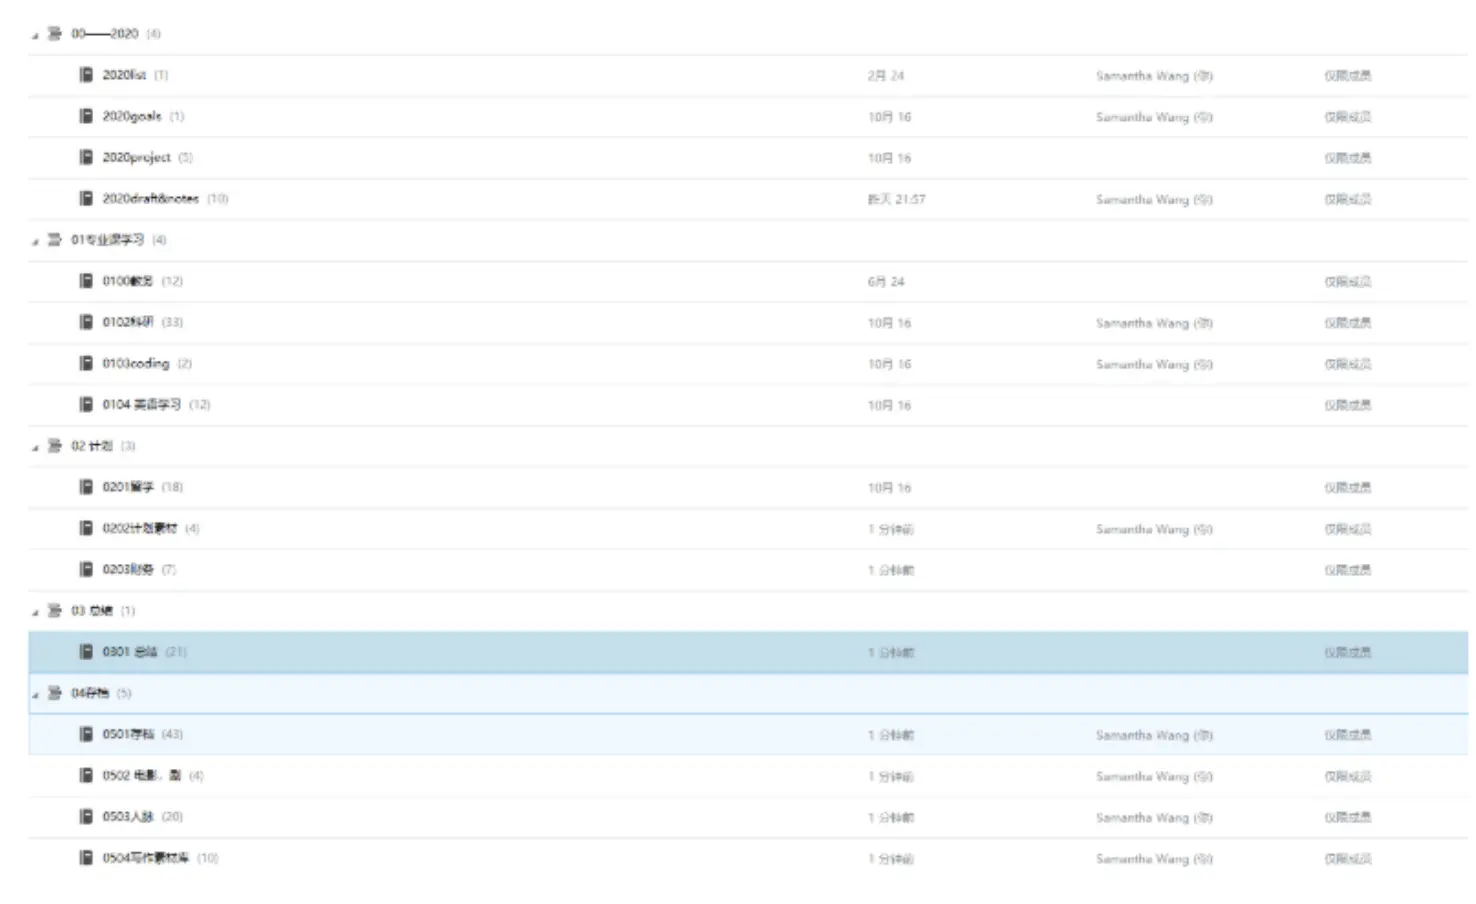 00——2020 (4)
2020list (1) 2月 24 Samantha Wang (你) 仅限成员
2020goals (1) 10月 16 Samantha Wang (你) 仅限成员
2020project (5) 10月 16 仅限成员
2020draft&notes (10) 昨天 21:57 Samantha Wang (你) 仅限成员
01专业课学习 (4)
0100教务 (12) 6月 24 仅限成员
0102科研 (33) 10月 16 Samantha Wang (你) 仅限成员
0103coding (2) 10月 16 Samantha Wang (你) 仅限成员
0104 英语学习 (12) 10月 16 仅限成员
02 计划 (3)
0201留学 (18) 10月 16 仅限成员
0202计划素材 (4) 1 分钟前 Samantha Wang (你) 仅限成员
0203财务 (7) 1 分钟前 仅限成员
03 总结 (1)
0301 总结 (21) 1 分钟前 仅限成员
04存档 (5)
0501存档 (43) 1 分钟前 Samantha Wang (你) 仅限成员
0502 电影、剧 (4) 1 分钟前 Samantha Wang (你) 仅限成员
0503人脉 (20) 1 分钟前 Samantha Wang (你) 仅限成员
0504写作素材库 (10) 1 分钟前 Samantha Wang (你) 仅限成员